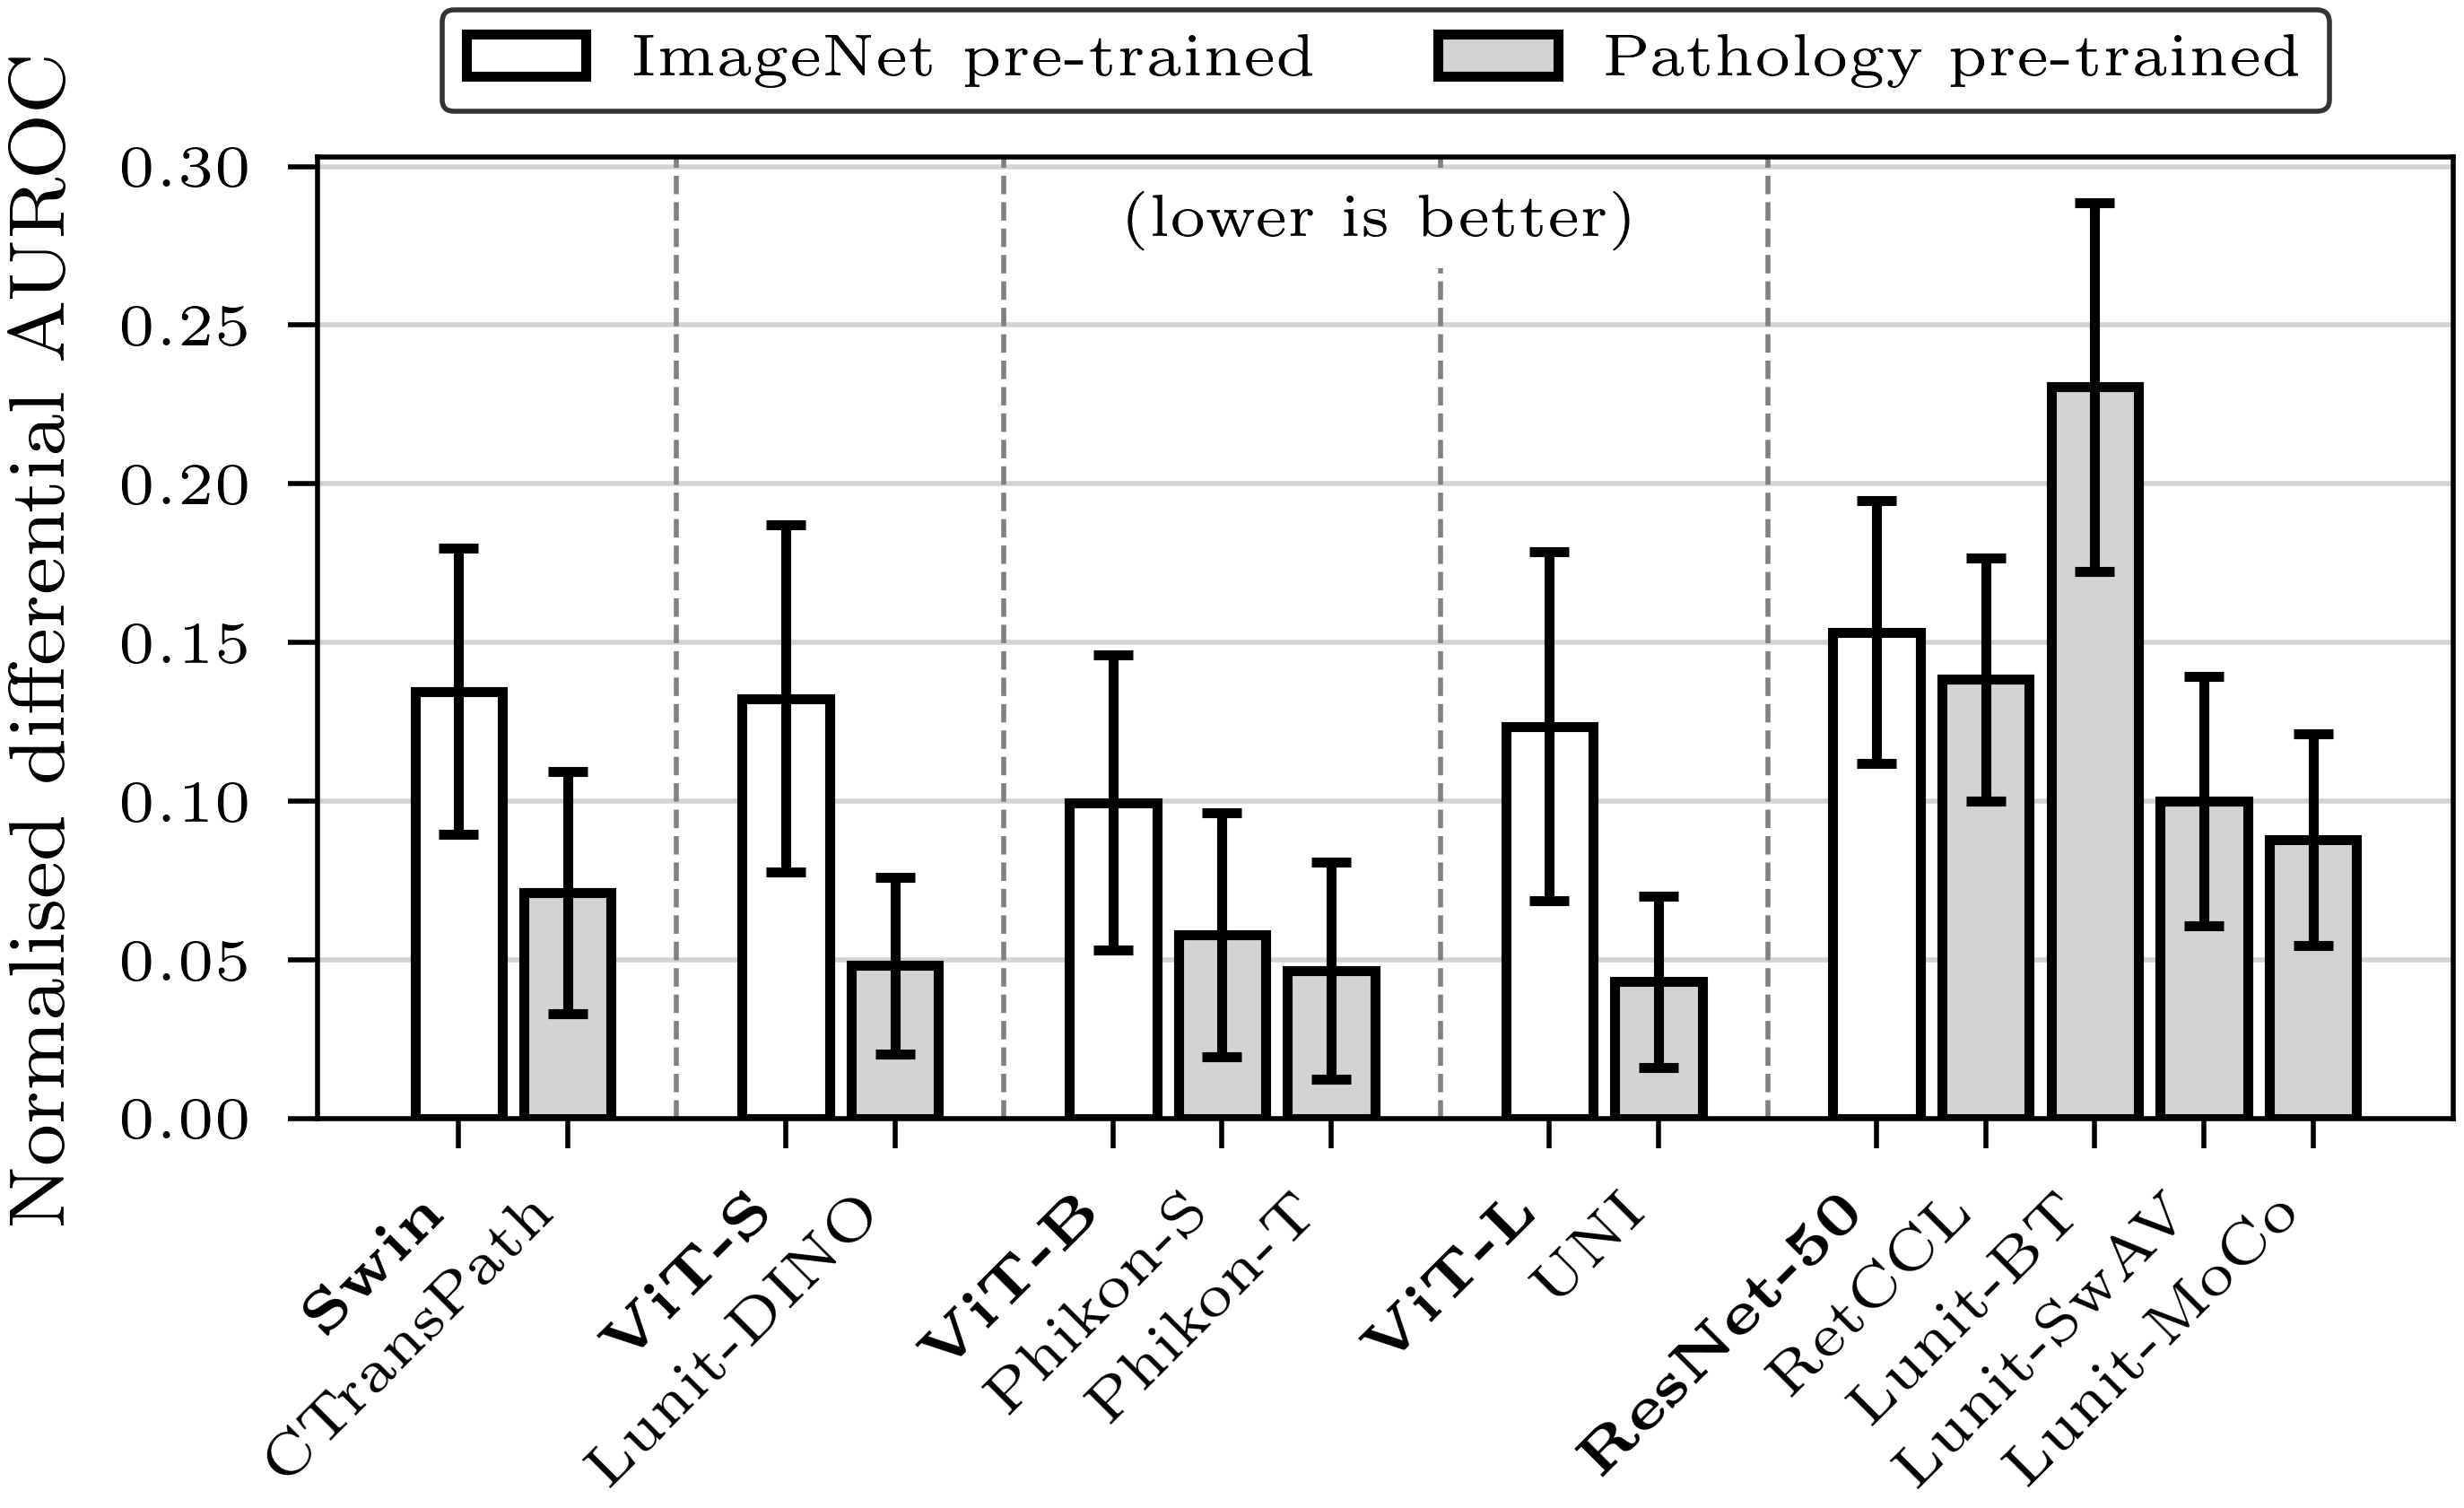 ImageNet pre-trained
Pathology pre-trained
Normalised differential AUROC
(lower is better)
0.30
0.25
0.20
0.15
0.10
0.05
0.00
Swin
CTransPath
ViT-S
Lunit-DINO
ViT-B
Phikon-S
Phikon-T
ViT-L
UNI
ResNet-50
RetCCL
Lunit-BT
Lunit-SwAV
Lunit-MoCo